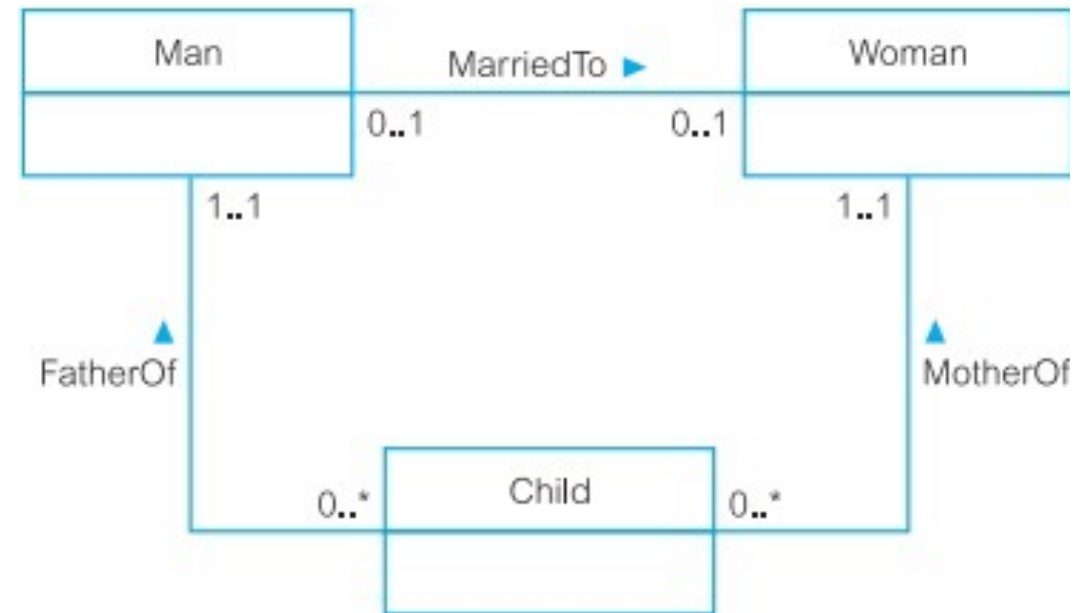 Man
MarriedTo
Woman
0..1
0..1
1..1
1..1
FatherOf
MotherOf
0..*
Child
0..*